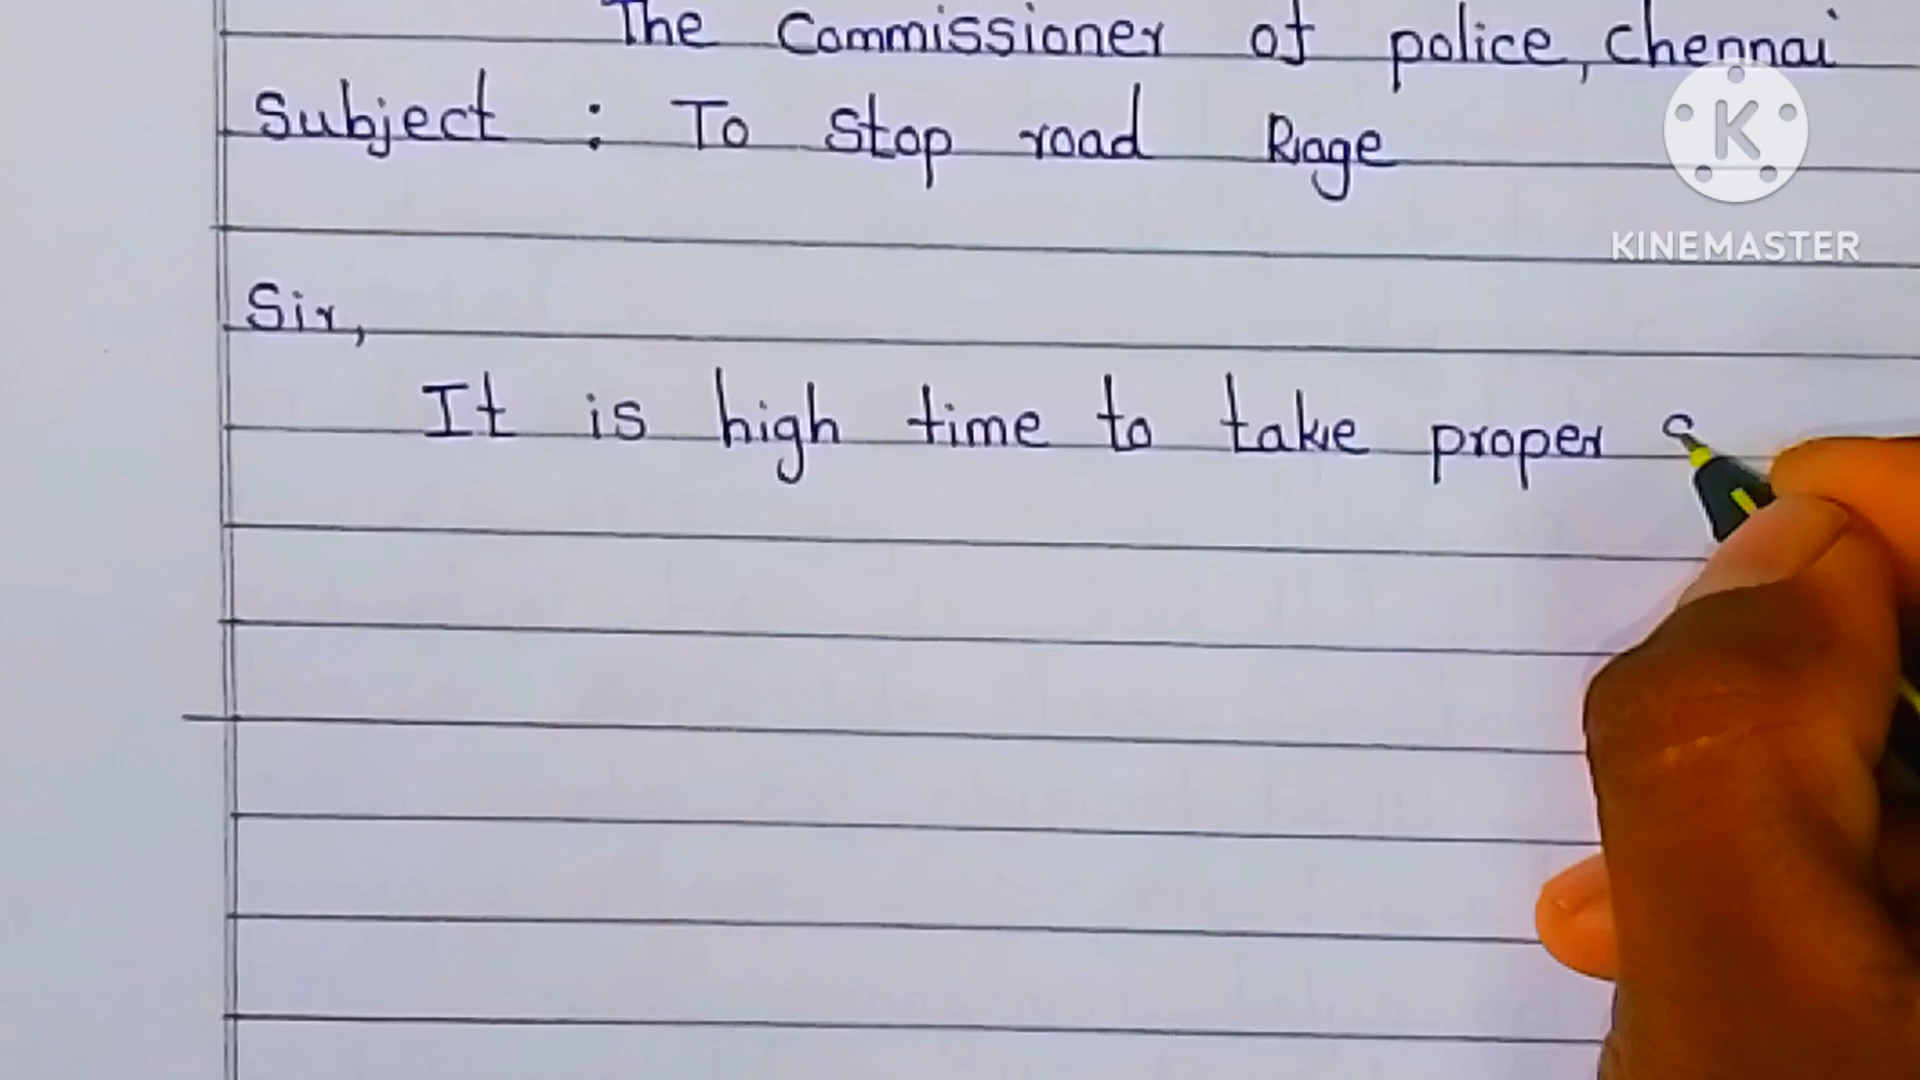 The Commissioner of police, chennai
Subject : To stop road Rage
K
KINEMASTER
Sir,
It is high time to take proper